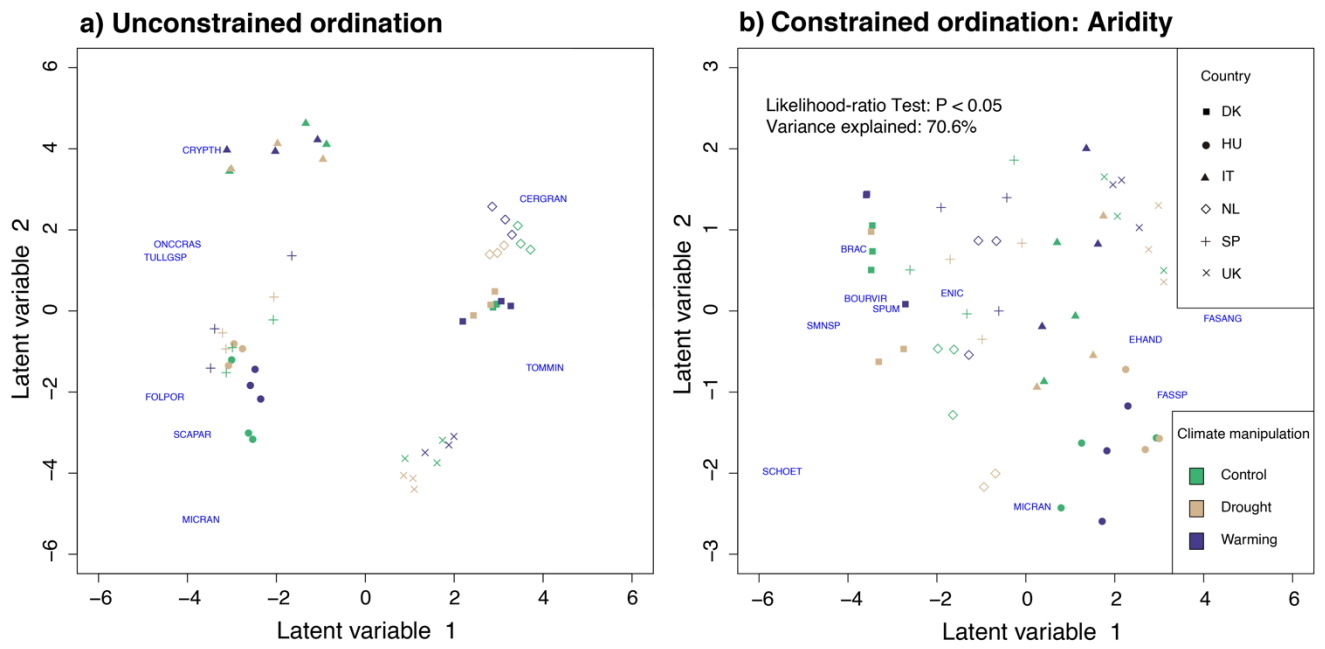 a) Unconstrained ordination
6
4
2
0
−2
−4
−6
−6
−4
−2
0
2
4
6
Latent variable 2
Latent variable 1
CRYPTH
CERGRAN
ONCCRAS
TULLGSP
TOMMIN
FOLPOR
SCAPAR
MICRAN
b) Constrained ordination: Aridity
Likelihood-ratio Test: P < 0.05
Variance explained: 70.6%
3
2
1
0
−1
−2
−3
−6
−4
−2
0
2
4
6
Latent variable 2
Latent variable 1
BRAC
BOURVIR
ENIC
SPUM
SMNSP
FASANG
EHAND
FASSP
SCHOET
MICRAN
Country
DK
HU
IT
NL
SP
UK
Climate manipulation
Control
Drought
Warming